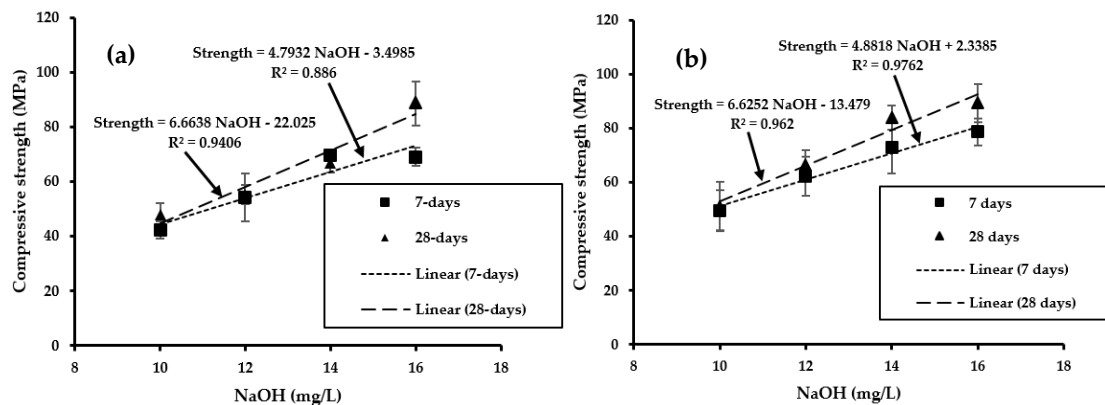 (a)
Compressive strength (MPa)
120
100
80
60
40
20
0
Strength = 4.7932 NaOH - 3.4985
R² = 0.886
Strength = 6.6638 NaOH - 22.025
R² = 0.9406
7-days
28-days
Linear (7-days)
Linear (28-days)
8
10
12
14
16
18
NaOH (mg/L)
(b)
Compressive strength (MPa)
120
100
80
60
40
20
0
Strength = 4.8818 NaOH + 2.3385
R² = 0.9762
Strength = 6.6252 NaOH - 13.479
R² = 0.962
7 days
28 days
Linear (7 days)
Linear (28 days)
8
10
12
14
16
18
NaOH (mg/L)